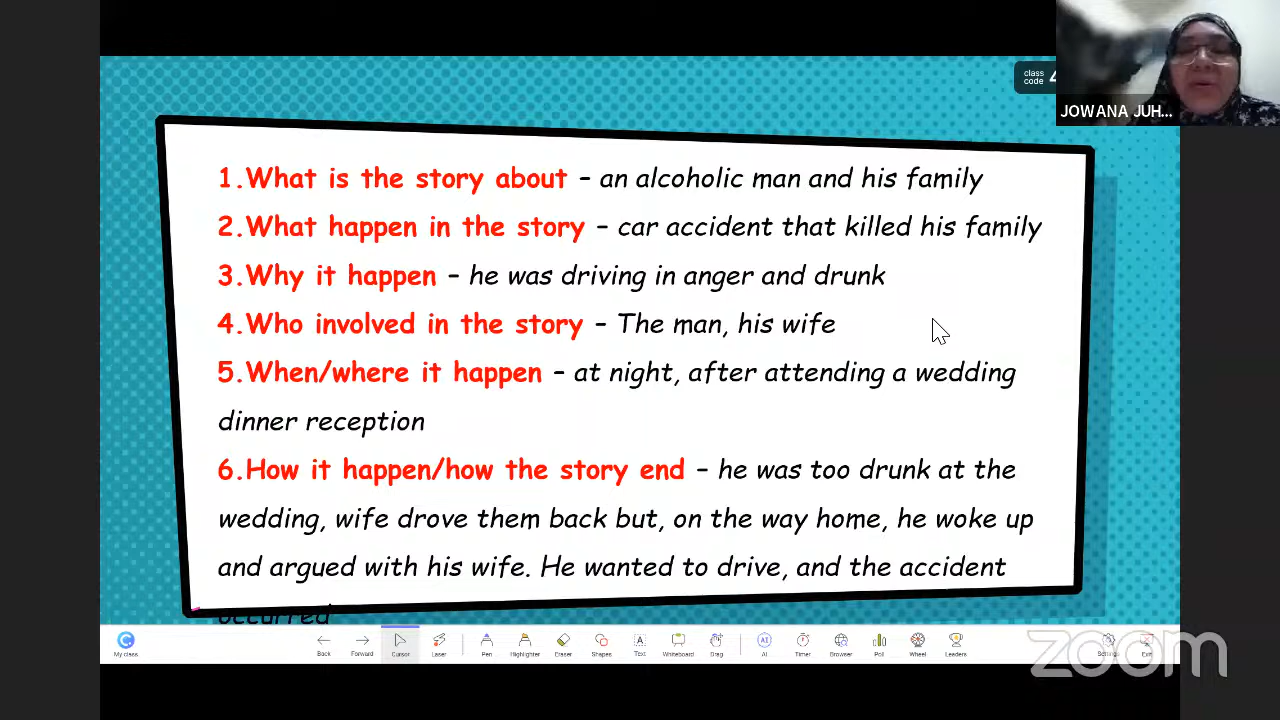 class
code
JOWANA JUH...
1.What is the story about – an alcoholic man and his family
2.What happen in the story – car accident that killed his family
3.Why it happen – he was driving in anger and drunk
4.Who involved in the story – The man, his wife
5.When/where it happen – at night, after attending a wedding
dinner reception
6.How it happen/how the story end – he was too drunk at the
wedding, wife drove them back but, on the way home, he woke up
and argued with his wife. He wanted to drive, and the accident
occurred
My class Back Forward Cursor Laser Pen Highlighter Eraser Shapes Text Whiteboard Drag AI Timer Browser Poll Wheel Leaders Settings Exit
zoom